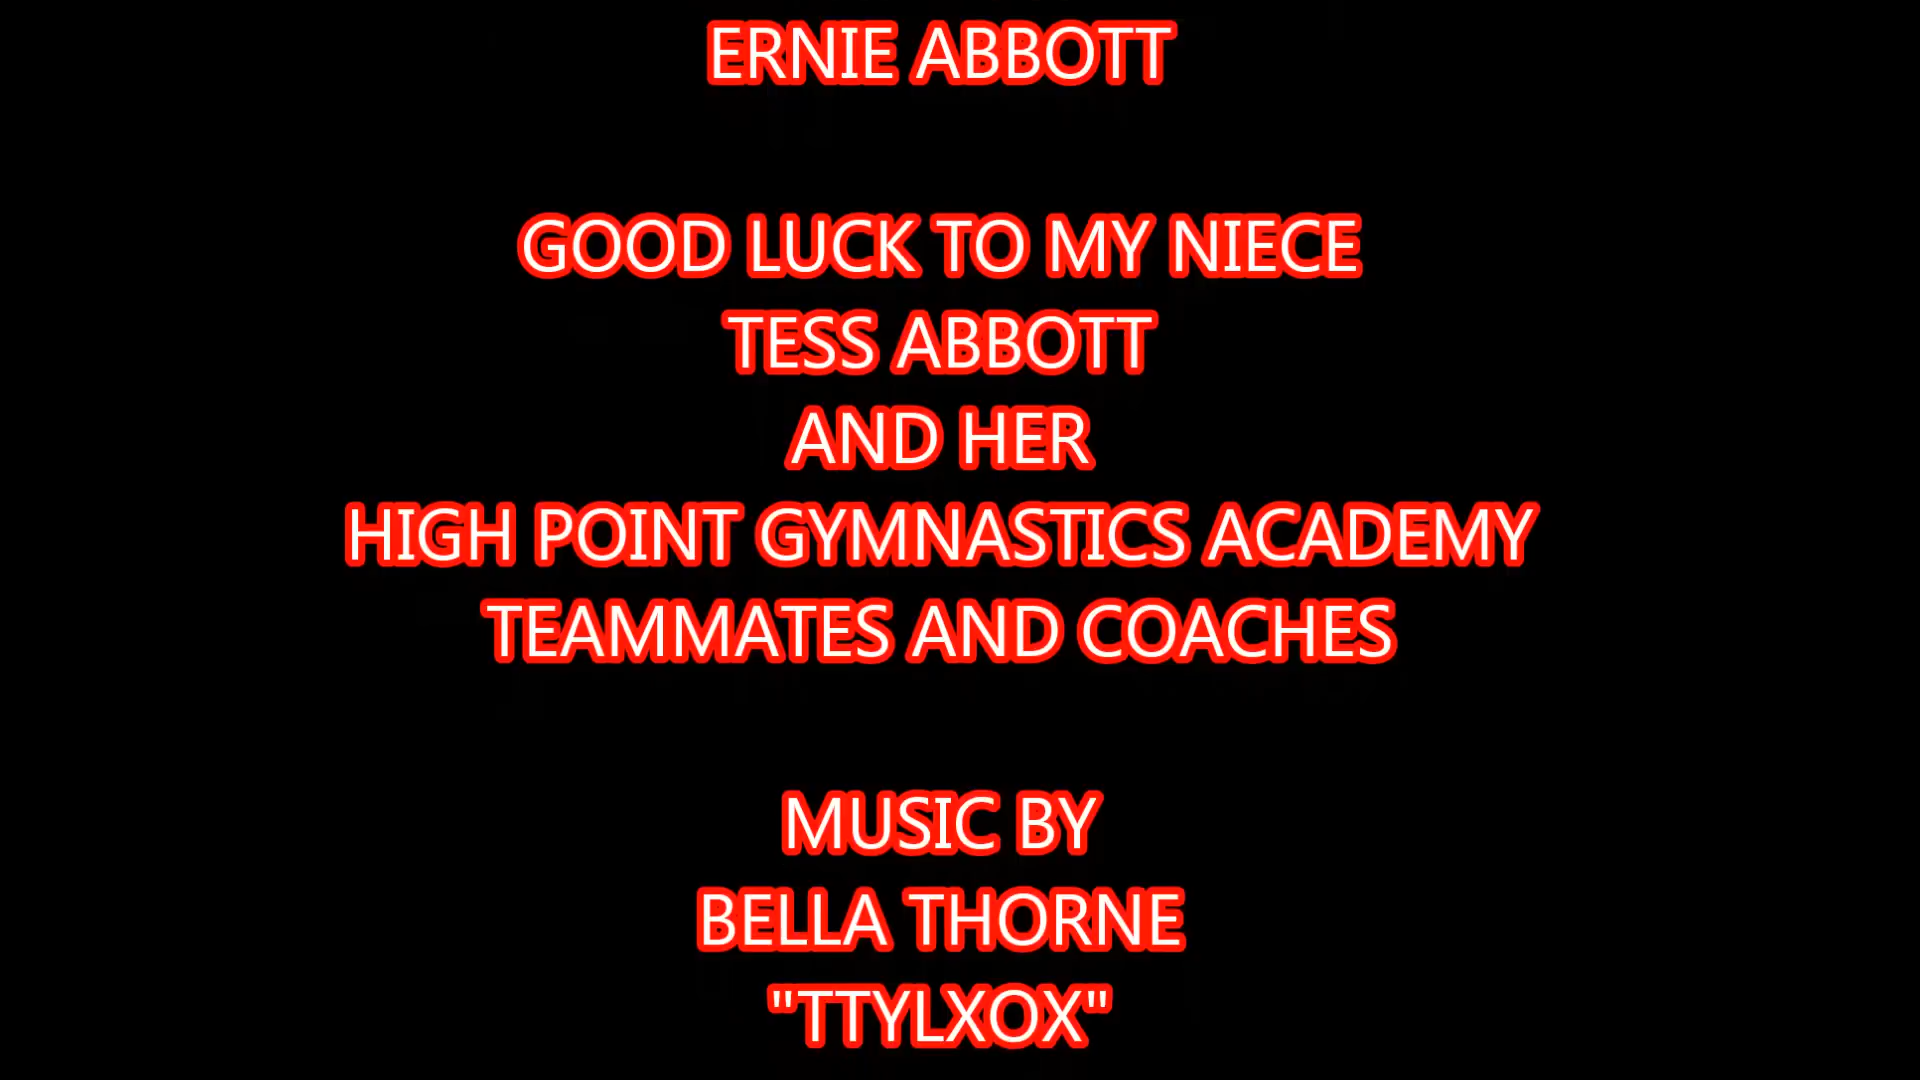 ERNIE ABBOTT
GOOD LUCK TO MY NIECE
TESS ABBOTT
AND HER
HIGH POINT GYMNASTICS ACADEMY
TEAMMATES AND COACHES
MUSIC BY
BELLA THORNE
"TTYLXOX"